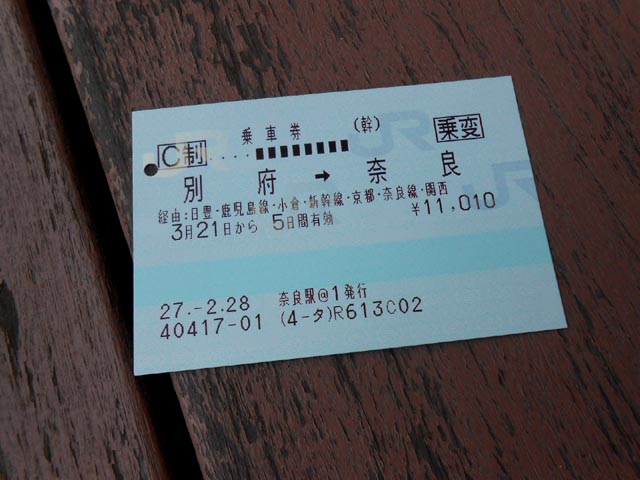 乗車券 (幹)
C制 ････■■■■■■■■ 乗変
別府 → 奈良
経由:日豊・鹿児島線・小倉・新幹線・京都・奈良線・関西
3月21日から 5日間有効 ¥11,010
27.-2.28 奈良駅@1発行
40417-01 (4-タ)R613C02